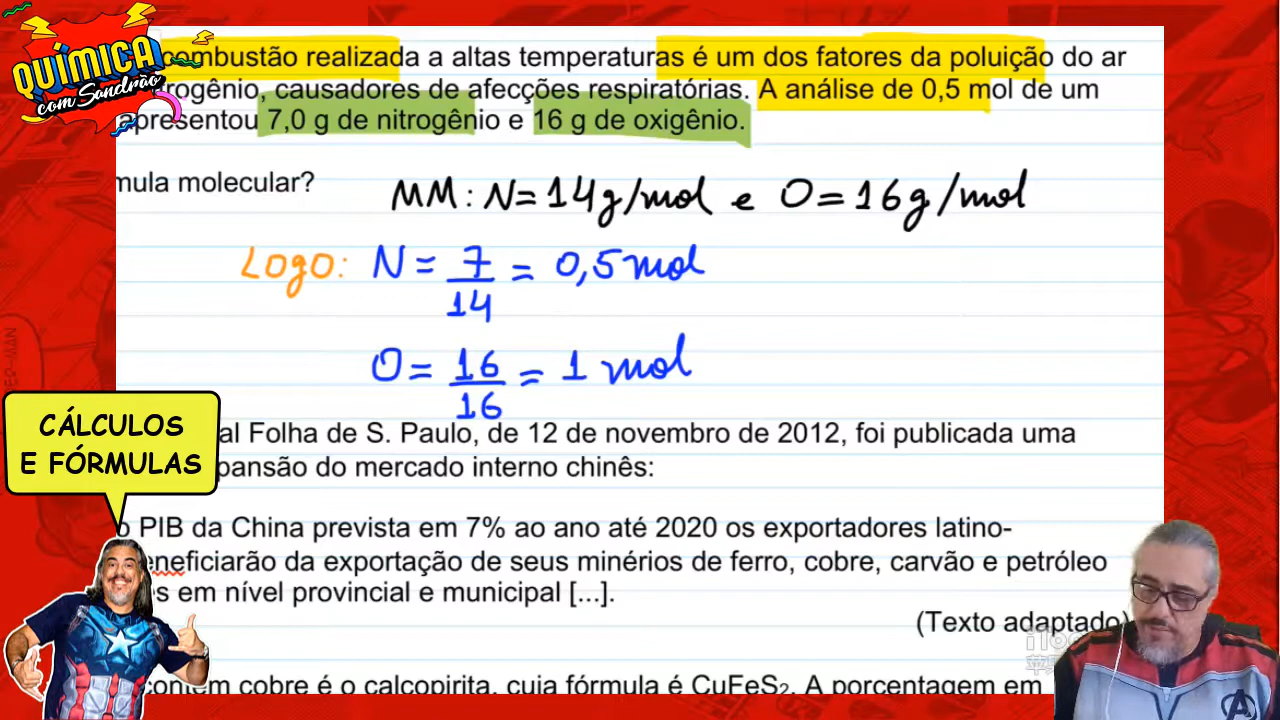 QUÍMICA
com Sandrão
combustão realizada a altas temperaturas é um dos fatores da poluição do ar
trogênio, causadores de afecções respiratórias. A análise de 0,5 mol de um
apresentou 7,0 g de nitrogênio e 16 g de oxigênio.
mula molecular?
MM: N=14g/mol e O=16g/mol
Logo: N = 7/14 = 0,5 mol
O = 16/16 = 1 mol
CÁLCULOS
E FÓRMULAS
al Folha de S. Paulo, de 12 de novembro de 2012, foi publicada uma
pansão do mercado interno chinês:
o PIB da China prevista em 7% ao ano até 2020 os exportadores latino-
eneficiarão da exportação de seus minérios de ferro, cobre, carvão e petróleo
es em nível provincial e municipal [...].
(Texto adaptado)
contém cobre é o calcopirita, cuja fórmula é CuFeS₂. A porcentagem em